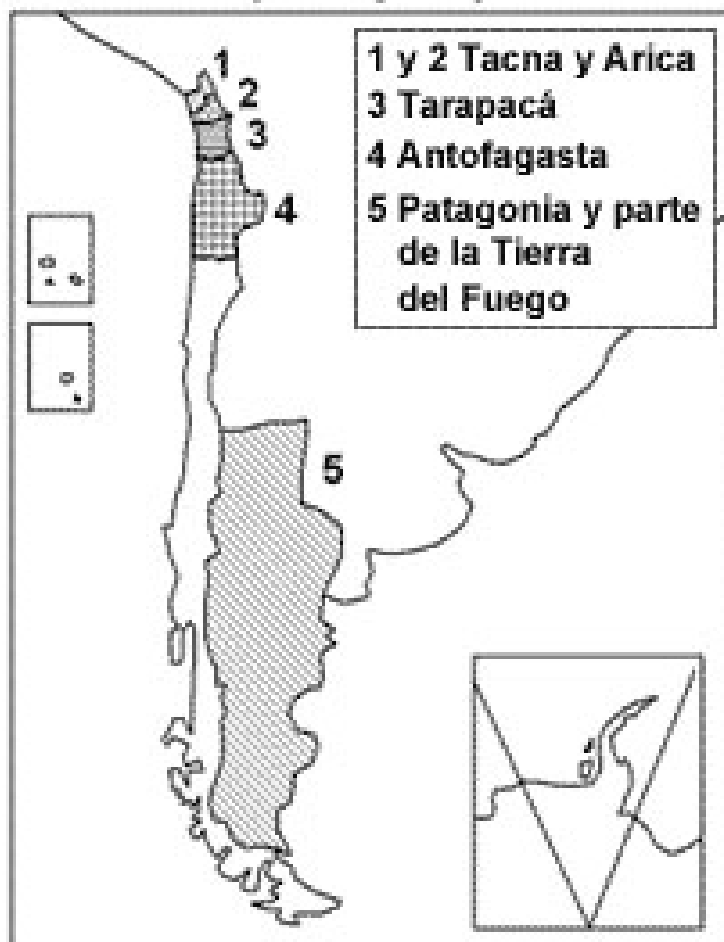 1 y 2 Tacna y Arica
3 Tarapacá
4 Antofagasta
5 Patagonia y parte
de la Tierra
del Fuego
1
2
3
4
5